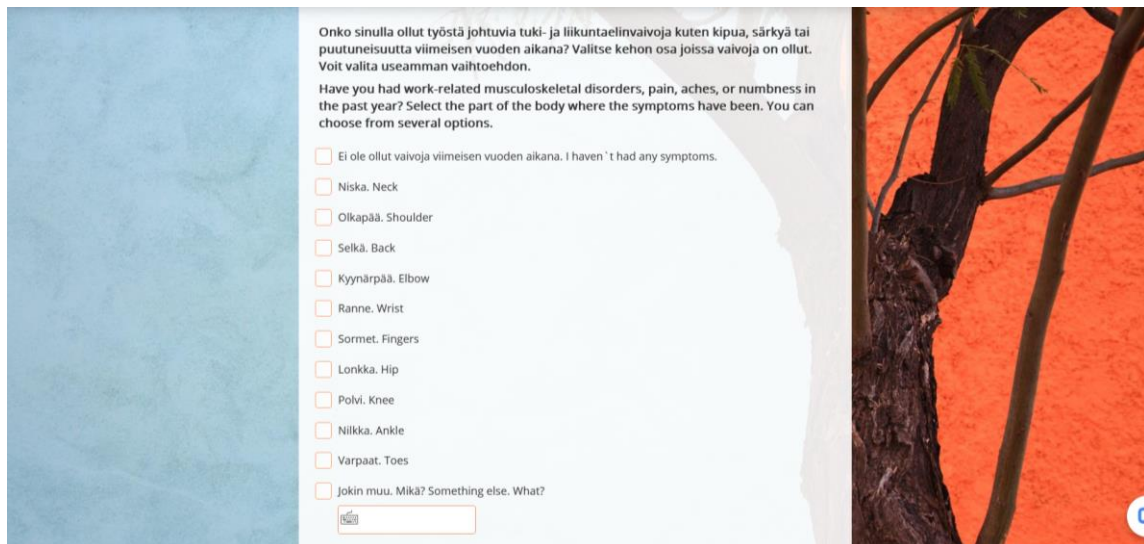 Onko sinulla ollut työstä johtuvia tuki- ja liikuntaelinvaivoja kuten kipua, särkyä tai
puutuneisuutta viimeisen vuoden aikana? Valitse kehon osa joissa vaivoja on ollut.
Voit valita useamman vaihtoehdon.
Have you had work-related musculoskeletal disorders, pain, aches, or numbness in
the past year? Select the part of the body where the symptoms have been. You can
choose from several options.
Ei ole ollut vaivoja viimeisen vuoden aikana. I haven`t had any symptoms.
Niska. Neck
Olkapää. Shoulder
Selkä. Back
Kyynärpää. Elbow
Ranne. Wrist
Sormet. Fingers
Lonkka. Hip
Polvi. Knee
Nilkka. Ankle
Varpaat. Toes
Jokin muu. Mikä? Something else. What?